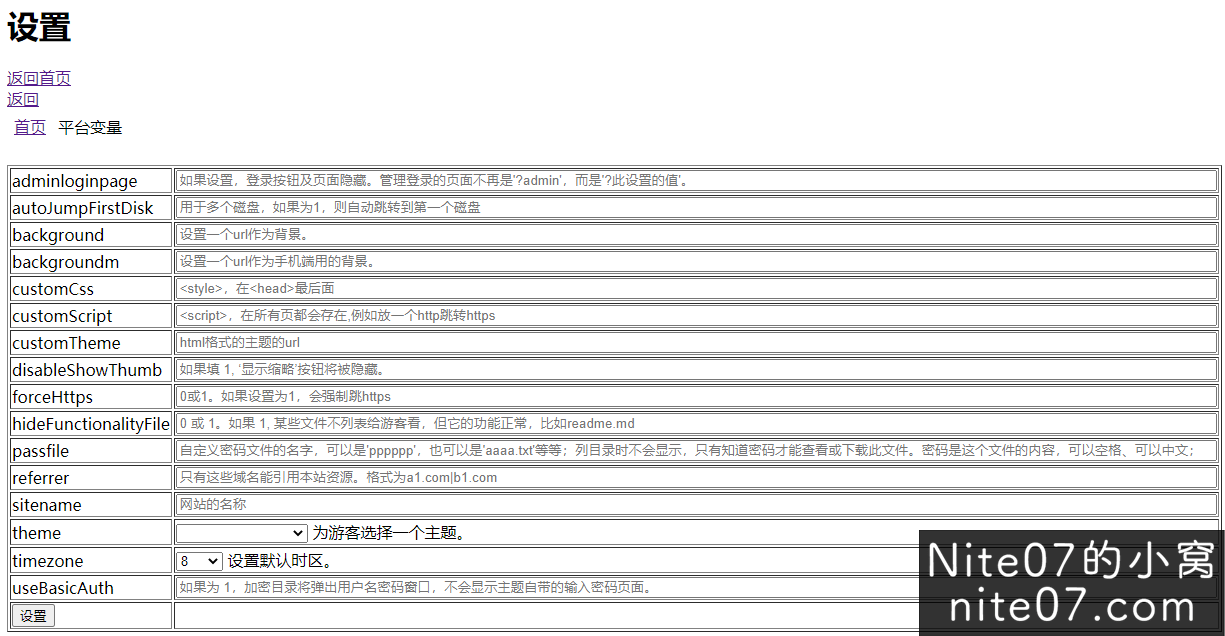 设置
返回首页
返回
首页 平台变量
adminloginpage 如果设置，登录按钮及页面隐藏。管理登录的页面不再是'?admin'，而是'?此设置的值'。
autoJumpFirstDisk 用于多个磁盘，如果为1，则自动跳转到第一个磁盘
background 设置一个url作为背景。
backgroundm 设置一个url作为手机端用的背景。
customCss <style>，在<head>最后面
customScript <script>，在所有页都会存在,例如放一个http跳转https
customTheme html格式的主题的url
disableShowThumb 如果填 1, '显示缩略'按钮将被隐藏。
forceHttps 0或1。如果设置为1，会强制跳https
hideFunctionalityFile 0 或 1。如果 1, 某些文件不列表给游客看，但它的功能正常，比如readme.md
passfile 自定义密码文件的名字，可以是'pppppp'，也可以是'aaaa.txt'等等；列目录时不会显示，只有知道密码才能查看或下载此文件。密码是这个文件的内容，可以空格、可以中文；
referrer 只有这些域名能引用本站资源。格式为a1.com|b1.com
sitename 网站的名称
theme 为游客选择一个主题。
timezone 8 设置默认时区。
useBasicAuth 如果为 1，加密目录将弹出用户名密码窗口，不会显示主题自带的输入密码页面。
设置
Nite07的小窝
nite07.com